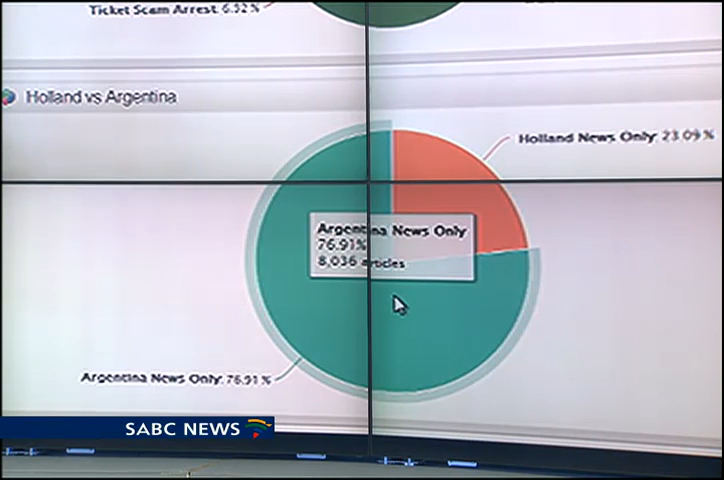 Ticket Scam Arrest: 6.52%
Holland vs Argentina
Holland News Only: 23.09%
Argentina News Only
76.91%
8,036 articles
Argentina News Only: 76.91%
SABC NEWS